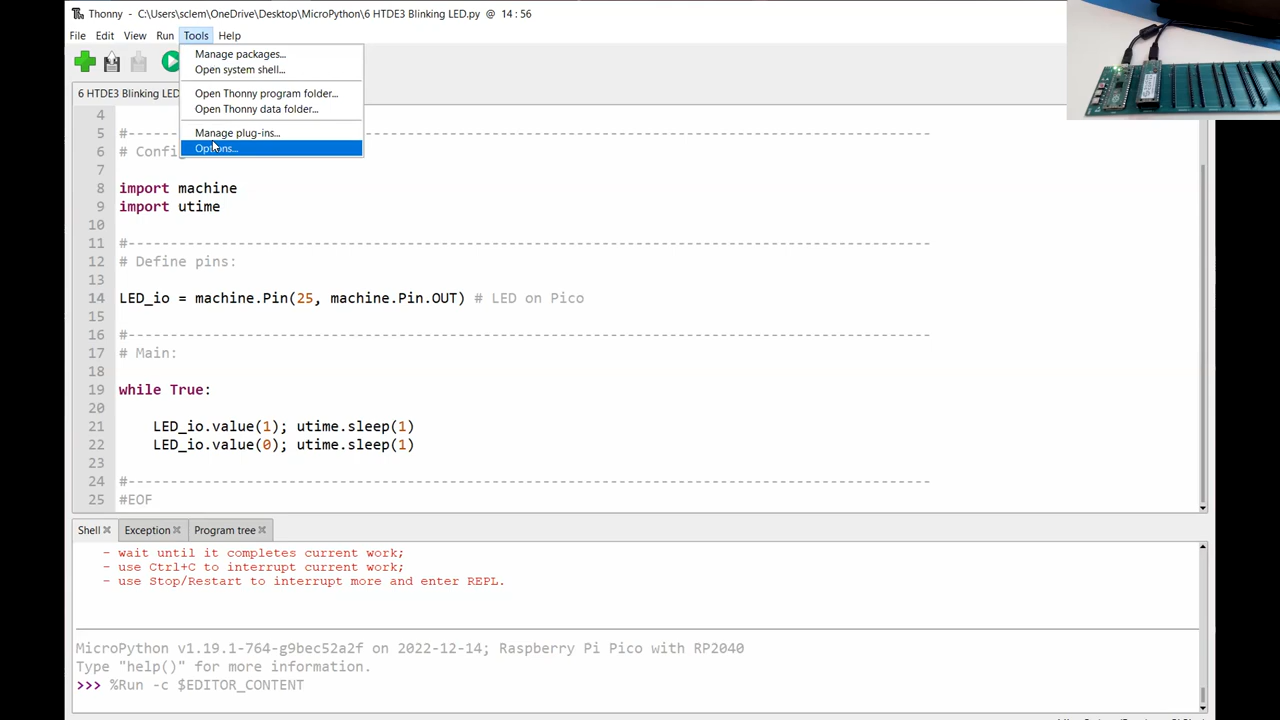 Thonny - C:\Users\sclem\OneDrive\Desktop\MicroPython\6 HTDE3 Blinking LED.py @ 14 : 56
File Edit View Run Tools Help
Manage packages...
Open system shell...
Open Thonny program folder...
Open Thonny data folder...
Manage plug-ins...
Options...
6 HTDE3 Blinking LED
4
5 #-----------------------------------------------------------------------------------------------
6 # Config
7
8 import machine
9 import utime
10
11 #-----------------------------------------------------------------------------------------------
12 # Define pins:
13
14 LED_io = machine.Pin(25, machine.Pin.OUT) # LED on Pico
15
16 #-----------------------------------------------------------------------------------------------
17 # Main:
18
19 while True:
20
21 LED_io.value(1); utime.sleep(1)
22 LED_io.value(0); utime.sleep(1)
23
24 #-----------------------------------------------------------------------------------------------
25 #EOF
Shell Exception Program tree
- wait until it completes current work;
- use Ctrl+C to interrupt current work;
- use Stop/Restart to interrupt more and enter REPL.
MicroPython v1.19.1-764-g9bec52a2f on 2022-12-14; Raspberry Pi Pico with RP2040
Type "help()" for more information.
>>> %Run -c $EDITOR_CONTENT